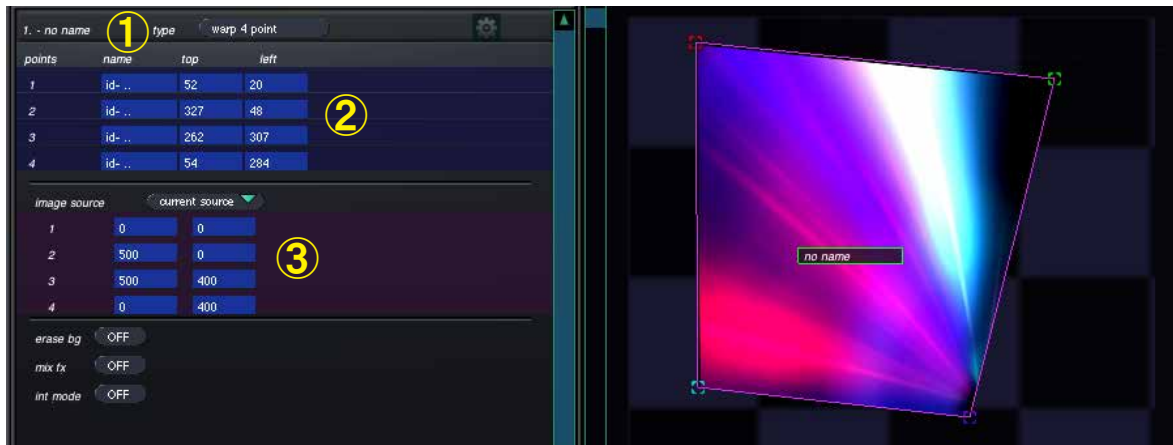 1. - no name ① type warp 4 point
points name top left
1 id- .. 52 20
2 id- .. 327 48
②
3 id- .. 262 307
4 id- .. 54 284
image source current source
1 0 0
2 500 0
③
3 500 400
4 0 400
erase bg OFF
mix fx OFF
int mode OFF
no name